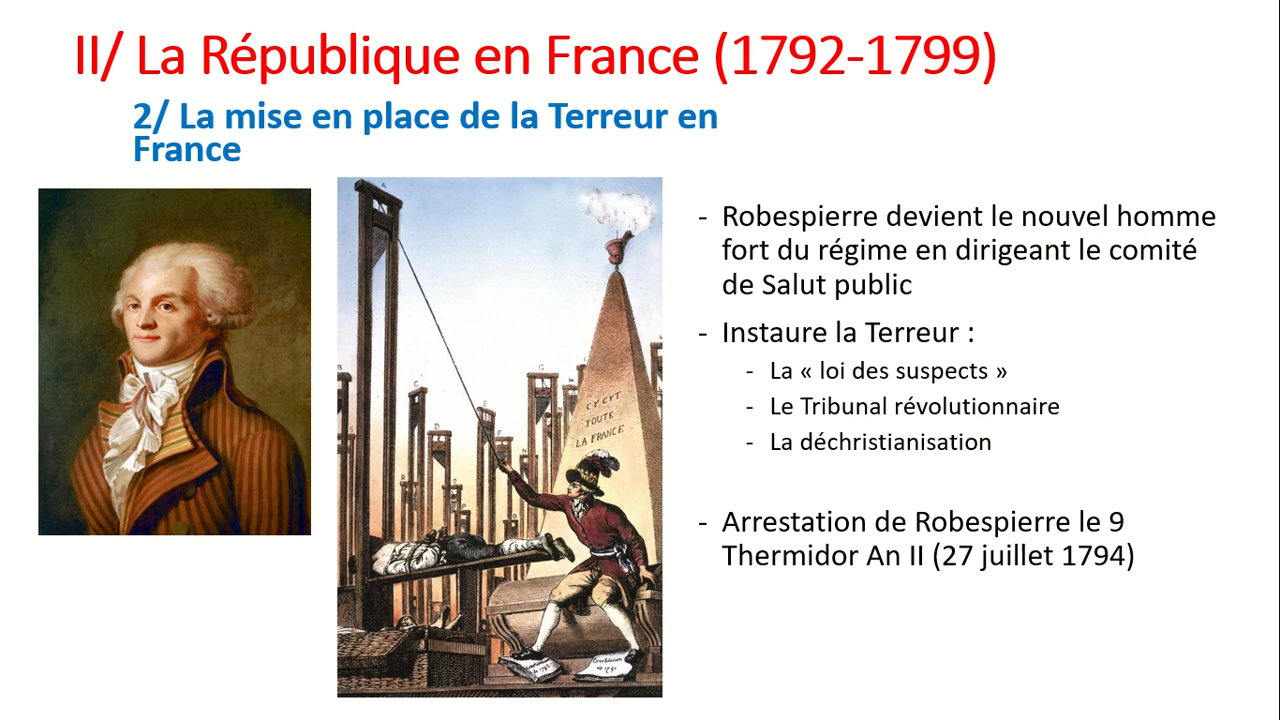 II/ La République en France (1792-1799)
2/ La mise en place de la Terreur en
France
- Robespierre devient le nouvel homme
fort du régime en dirigeant le comité
de Salut public
- Instaure la Terreur :
- La « loi des suspects »
- Le Tribunal révolutionnaire
- La déchristianisation
- Arrestation de Robespierre le 9
Thermidor An II (27 juillet 1794)
A
B
CY GYT
TOUTE
LA FRANCE